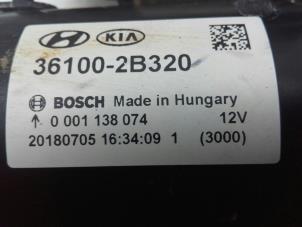 KIA
36100-2B320
BOSCH Made in Hungary
0 001 138 074 12V
20180705 16:34:09 1 (3000)